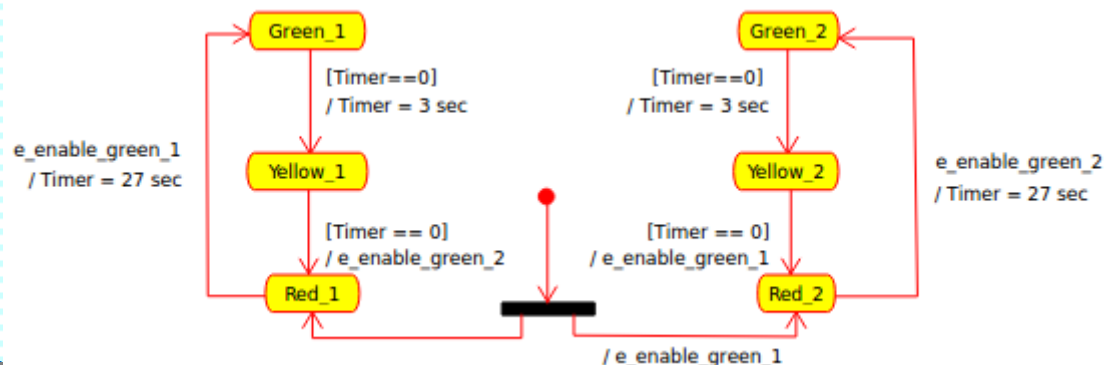 Green_1
Green_2
[Timer==0]
/ Timer = 3 sec
[Timer==0]
/ Timer = 3 sec
e_enable_green_1
/ Timer = 27 sec
Yellow_1
Yellow_2
e_enable_green_2
/ Timer = 27 sec
[Timer == 0]
/ e_enable_green_2
[Timer == 0]
/ e_enable_green_1
Red_1
Red_2
/ e_enable_green_1